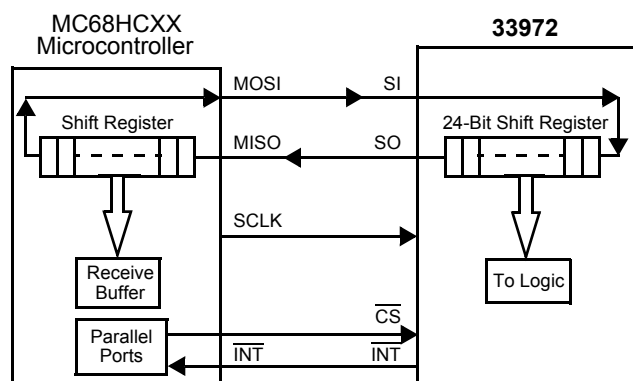 MC68HCXX
Microcontroller
33972
MOSI
SI
Shift Register
24-Bit Shift Register
MISO
SO
SCLK
Receive
Buffer
To Logic
CS
Parallel
Ports
INT
INT